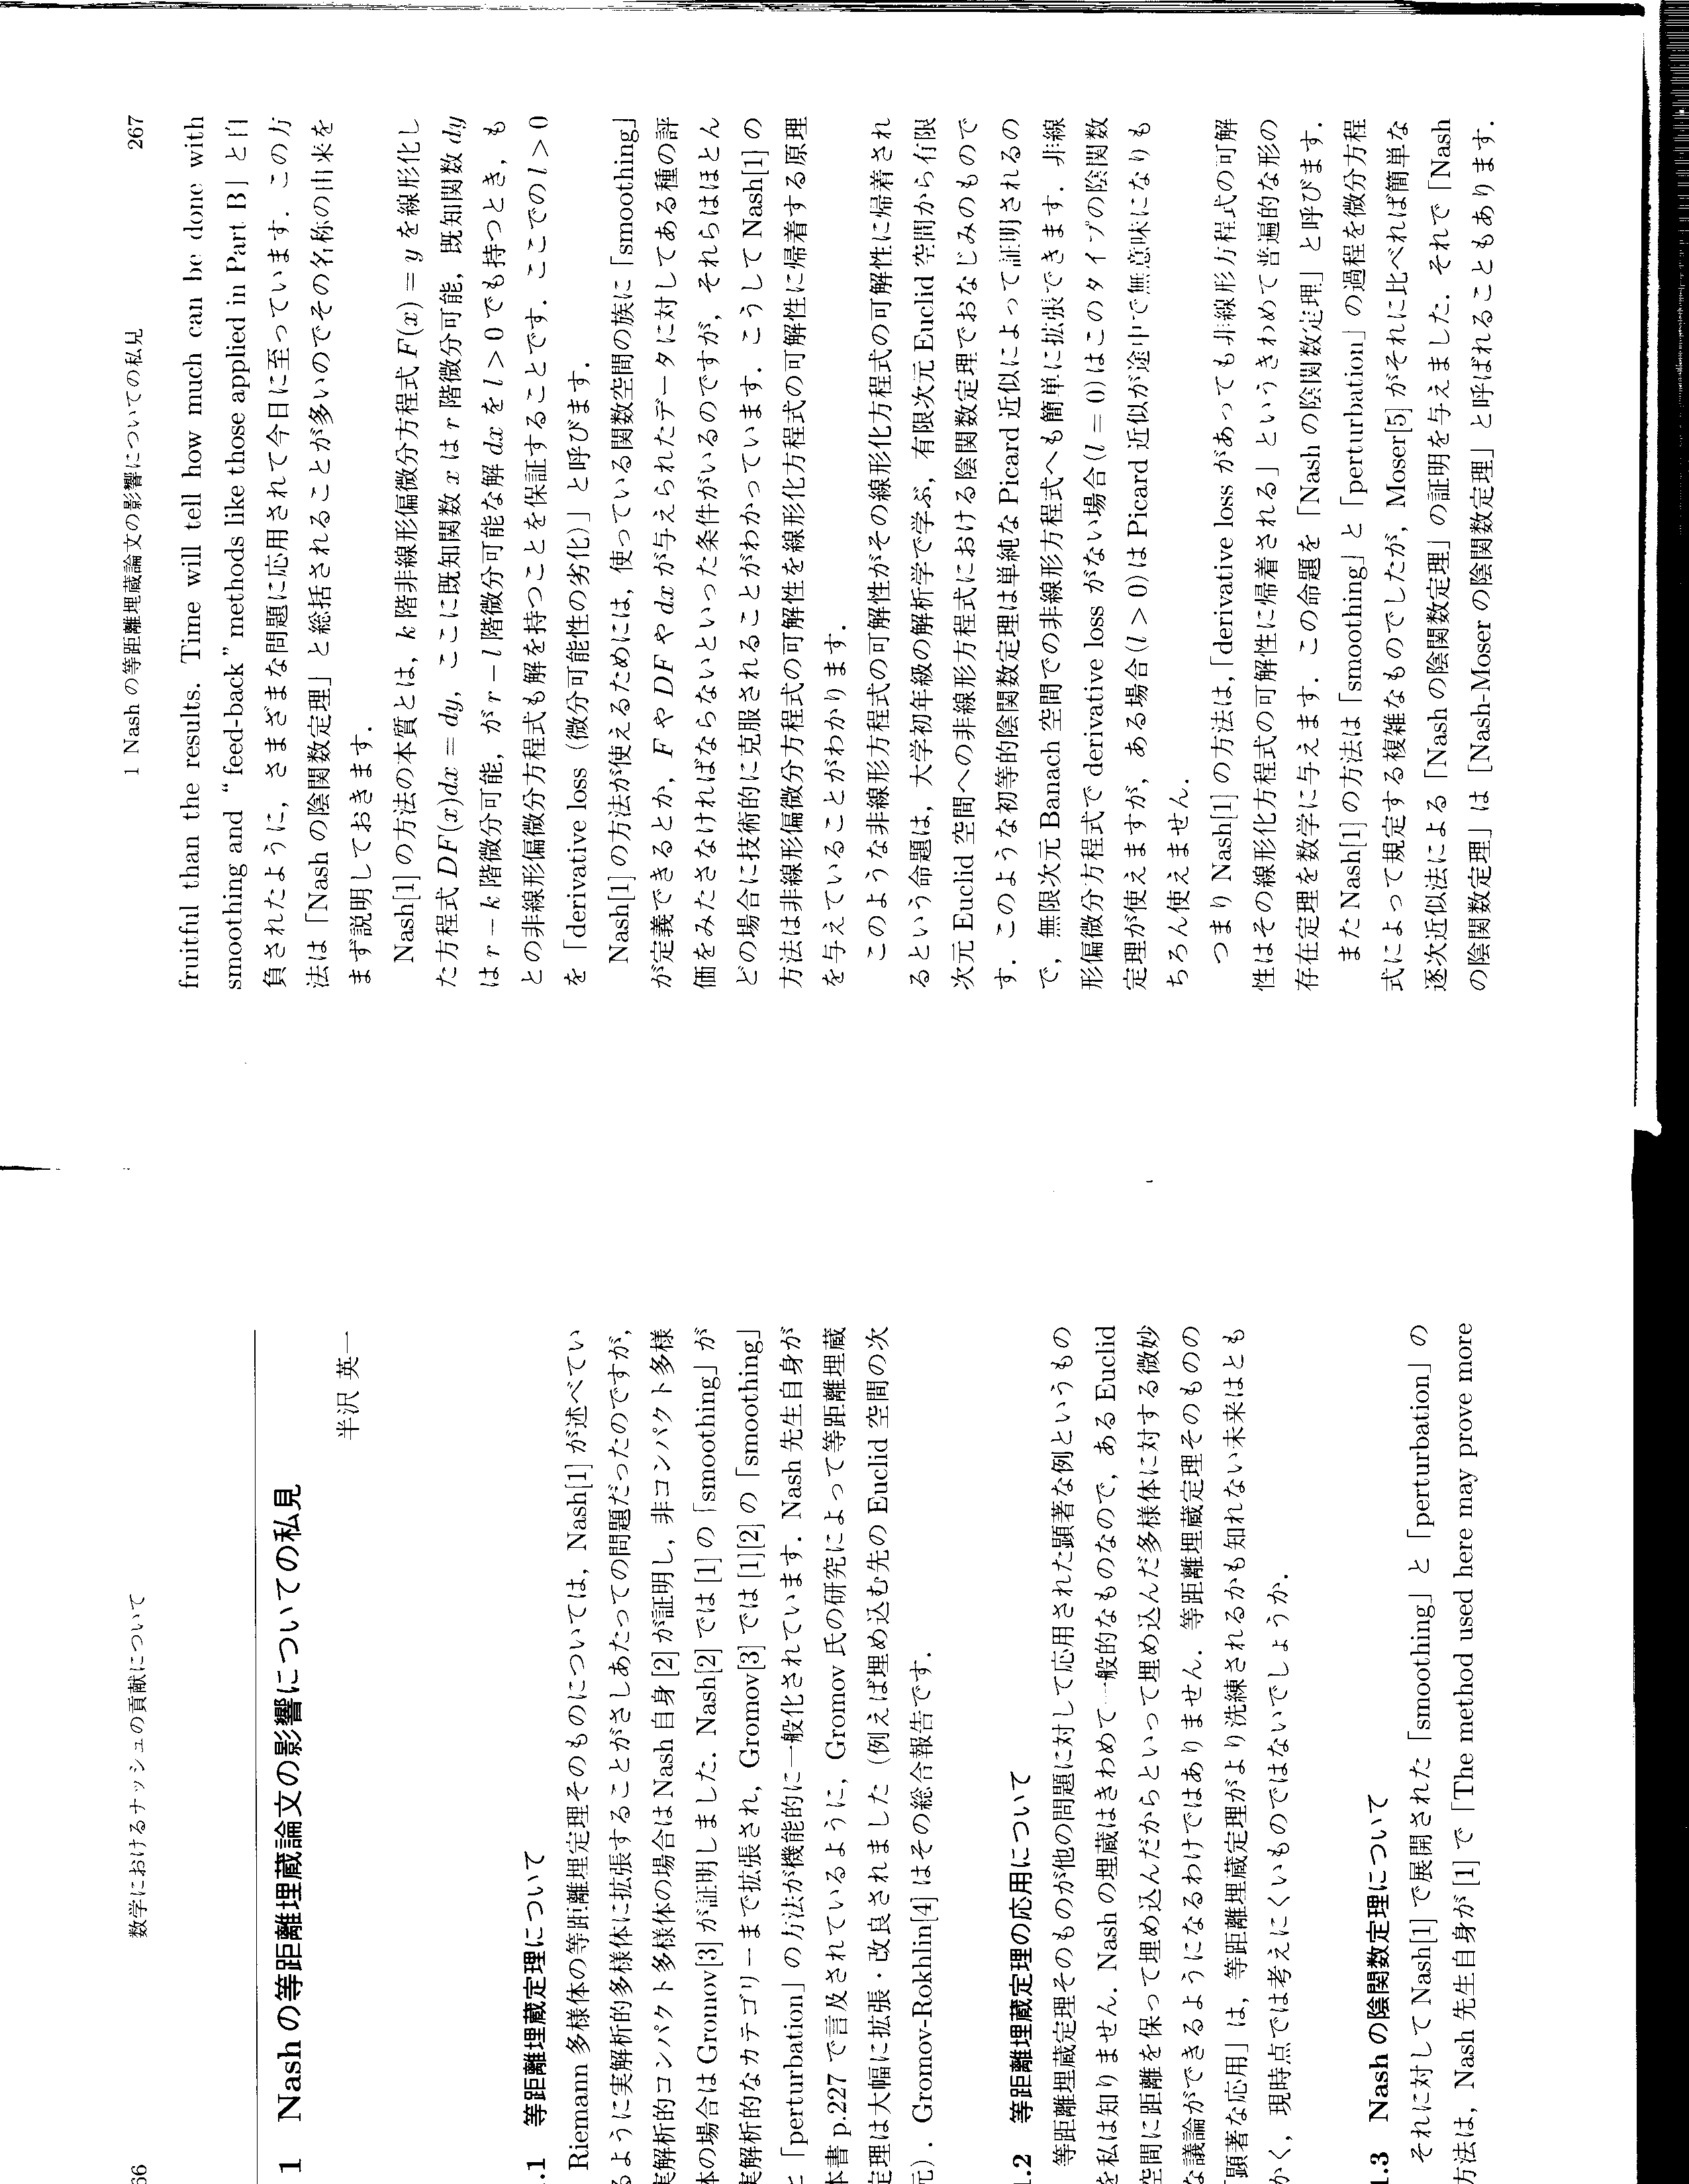 66
数学におけるナッシュの貢献について
1 Nashの等距離埋蔵論文の影響についての私見
半沢 英一
.1 等距離埋蔵定理について
Riemann 多様体の等距離埋蔵定理そのものについては, Nash[1] が述べてい
るように実解析的多様体に拡張することがさしあたっての問題だったのですが,
実解析的コンパクト多様体の場合は Nash 自身 [2] が証明し, 非コンパクト多様
体の場合は Gromov[3] が証明しました. Nash[2] では [1] の「smoothing」が
実解析的なカテゴリーまで拡張され, Gromov[3] では [1][2] の「smoothing」
と「perturbation」の方法が機能的に一般化されています. Nash 先生自身が
本書 p.227 で言及されているように, Gromov 氏の研究によって等距離埋蔵
定理は大幅に拡張・改良されました (例えば埋め込む先の Euclid 空間の次
元). Gromov-Rokhlin[4] はその総合報告です.
1.2 等距離埋蔵定理の応用について
等距離埋蔵定理そのものが他の問題に対して応用された顕著な例というもの
を私は知りません. Nash の埋蔵はきわめて一般的なものなので, ある Euclid
空間に距離を保って埋め込んだからといって埋め込んだ多様体に対する微妙
な議論ができるようになるわけではありません. 等距離埋蔵定理そのものの
「顕著な応用」は, 等距離埋蔵定理がより洗練されるかも知れない未来はとも
かく, 現時点では考えにくいものではないでしょうか.
1.3 Nash の陰関数定理について
それに対して Nash[1] で展開された「smoothing」と「perturbation」の
方法は, Nash 先生自身が [1] で「The method used here may prove more
1 Nash の等距離埋蔵論文の影響についての私見
267
fruitful than the results. Time will tell how much can be done with
smoothing and “feed-back” methods like those applied in Part B」と自
負されたように, さまざまな問題に応用されて今日に至っています. この方
法は「Nash の陰関数定理」と総括されることが多いのでその名称の由来を
まず説明しておきます.
Nash[1] の方法の本質とは, k 階非線形偏微分方程式 F(x) = y を線形化し
た方程式 DF(x)dx = dy, ここに既知関数 x は r 階微分可能, 既知関数 dy
は r − k 階微分可能, が r − l 階微分可能な解 dx を l > 0 でも持つとき, も
との非線形偏微分方程式も解を持つことを保証することです. ここでの l > 0
を「derivative loss (微分可能性の劣化)」と呼びます.
Nash[1] の方法が使えるためには, 使っている関数空間の族に「smoothing」
が定義できるとか, F や DF や dx が与えられたデータに対してある種の評
価をみたさなければならないといった条件がいるのですが, それらはほとん
どの場合に技術的に克服されることがわかっています. こうして Nash[1] の
方法は非線形偏微分方程式の可解性を線形化方程式の可解性に帰着する原理
を与えていることがわかります.
このような非線形方程式の可解性がその線形化方程式の可解性に帰着され
るという命題は, 大学初年級の解析学で学ぶ, 有限次元 Euclid 空間から有限
次元 Euclid 空間への非線形方程式における陰関数定理でおなじみのもので
す. このような初等的陰関数定理は単純な Picard 近似によって証明されるの
で, 無限次元 Banach 空間での非線形方程式へも簡単に拡張できます. 非線
形偏微分方程式で derivative loss がない場合 (l = 0) はこのタイプの陰関数
定理が使えますが, ある場合 (l > 0) は Picard 近似が途中で無意味になりも
ちろん使えません.
つまり Nash[1] の方法は,「derivative loss があっても非線形方程式の可解
性はその線形化方程式の可解性に帰着される」というきわめて普遍的な形の
存在定理を数学に与えます. この命題を「Nash の陰関数定理」と呼びます.
また Nash[1] の方法は「smoothing」と「perturbation」の過程を微分方程
式によって規定する複雑なものでしたが, Moser[5] がそれに比べれば簡単な
逐次近似法による「Nash の陰関数定理」の証明を与えました. それで「Nash
の陰関数定理」は [Nash-Moser の陰関数定理」と呼ばれることもあります.